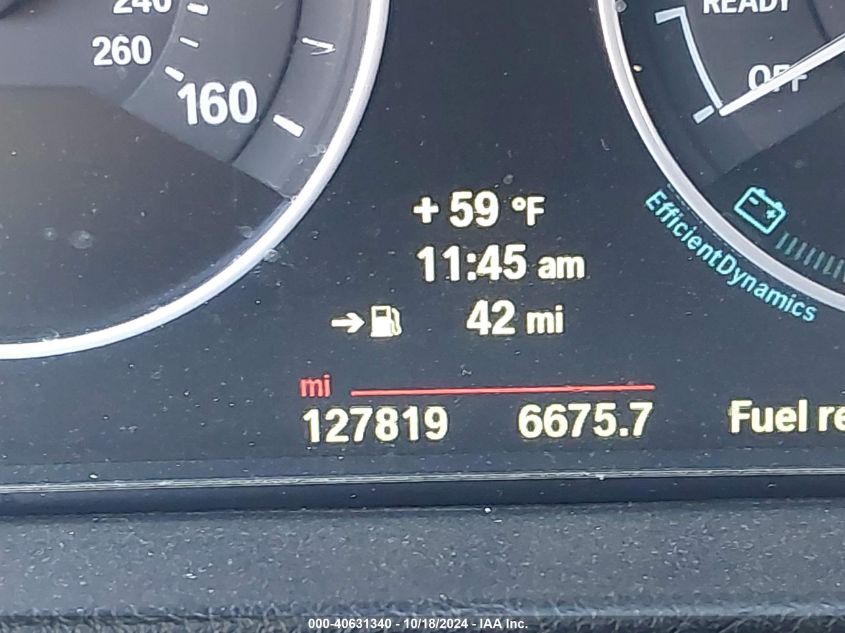 240
260
160
READY
OFF
+ 59 °F
11:45 am
→ 42 mi
EfficientDynamics
mi
127819 6675.7
Fuel re
000-40631340 - 10/18/2024 - IAA Inc.